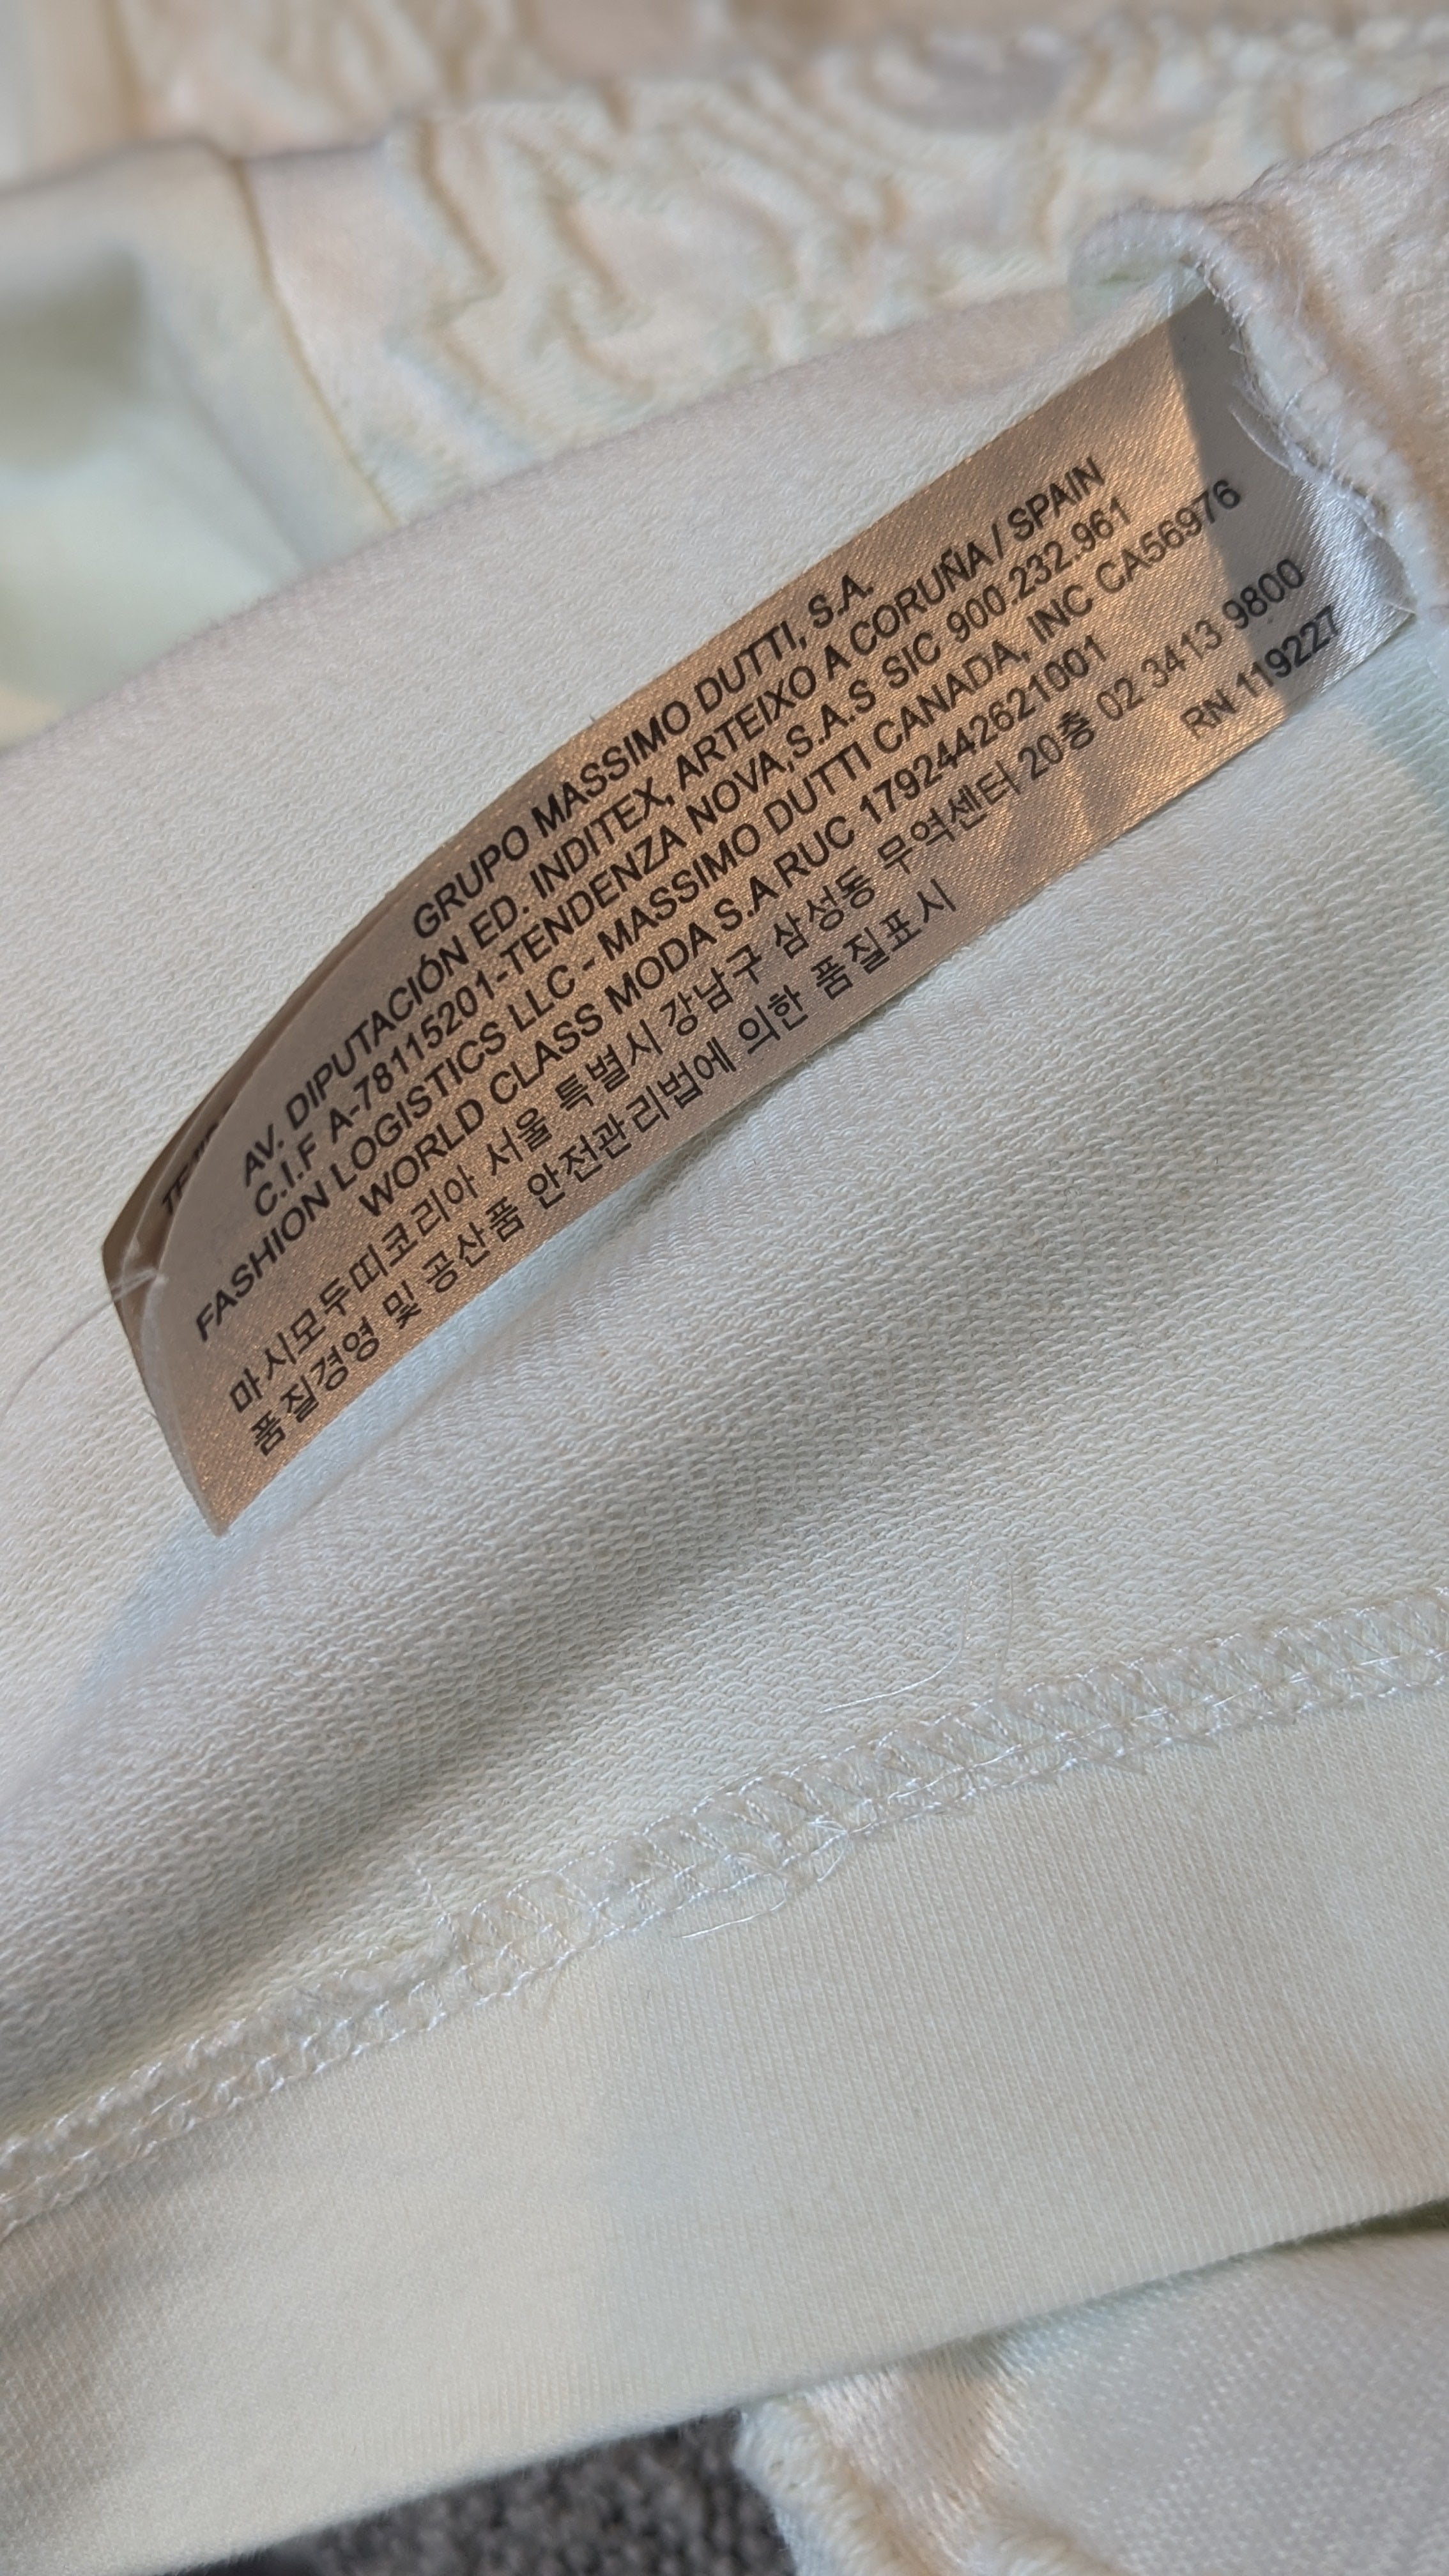 GRUPO MASSIMO DUTTI, S.A.
AV. DIPUTACIÓN ED. INDITEX, ARTEIXO A CORUÑA / SPAIN
C.I.F A-78115201-TENDENZA NOVA,S.A.S SIC 900.232.961
FASHION LOGISTICS LLC - MASSIMO DUTTI CANADA, INC CA56976
WORLD CLASS MODA S.A RUC 1792442621001
마시모두띠코리아 서울 특별시 강남구 삼성동 무역센터 20층 02 3413 9800
품질경영 및 공산품 안전관리법에 의한 품질표시
RN 119227